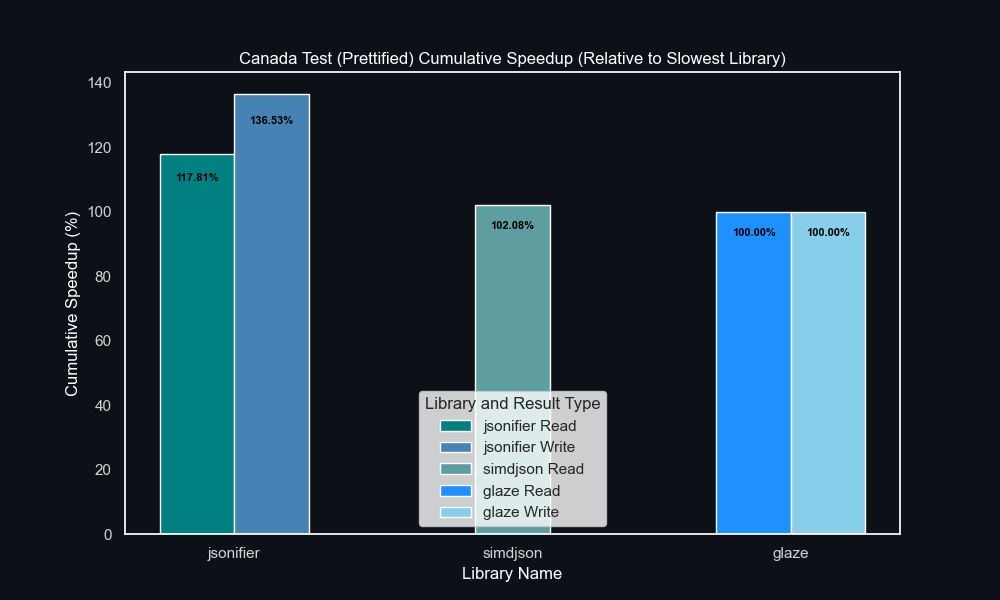 Canada Test (Prettified) Cumulative Speedup (Relative to Slowest Library)
Cumulative Speedup (%)
140
120
100
80
60
40
20
0
117.81%
136.53%
102.08%
100.00%
100.00%
Library and Result Type
jsonifier Read
jsonifier Write
simdjson Read
glaze Read
glaze Write
jsonifier
simdjson
glaze
Library Name